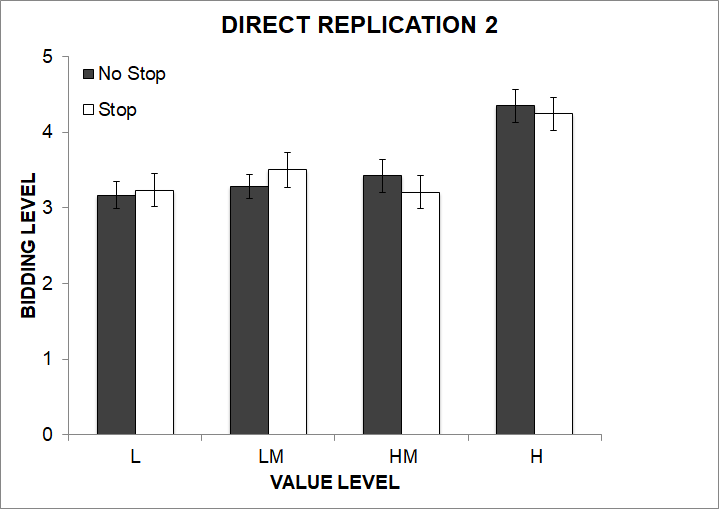 DIRECT REPLICATION 2
5
4
3
2
1
0
BIDDING LEVEL
No Stop
Stop
L LM HM H
VALUE LEVEL